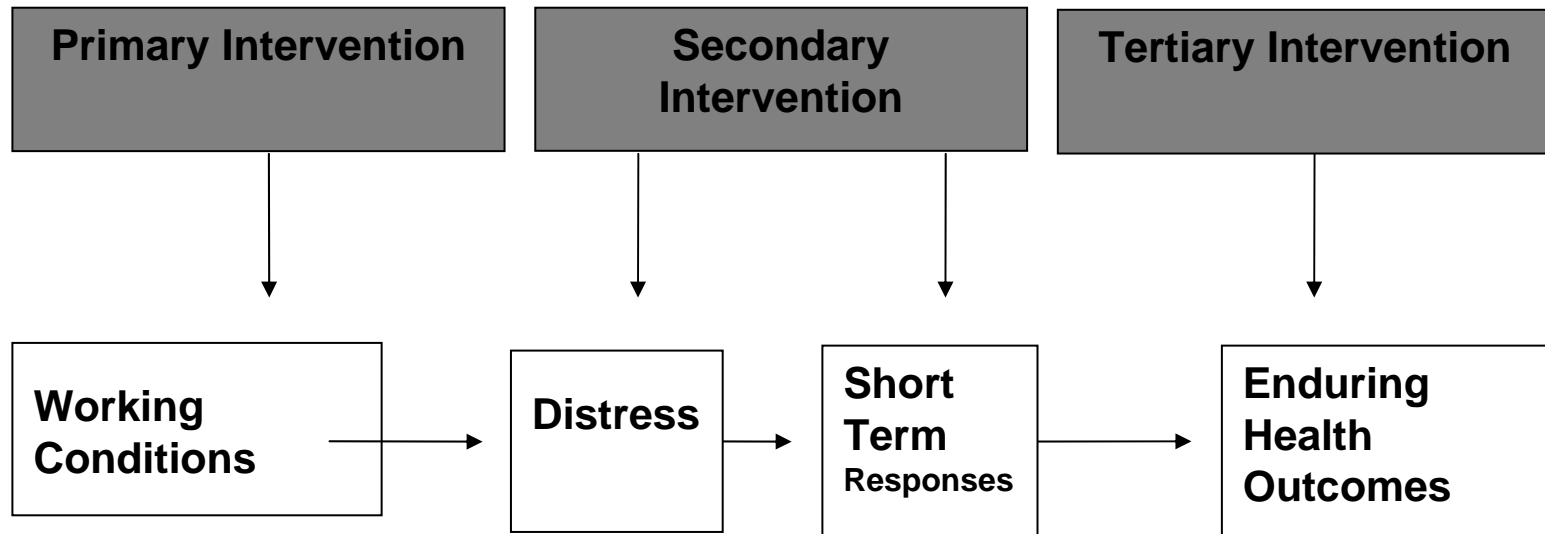 Primary Intervention
Secondary
Intervention
Tertiary Intervention
Working
Conditions
Distress
Short
Term
Responses
Enduring
Health
Outcomes